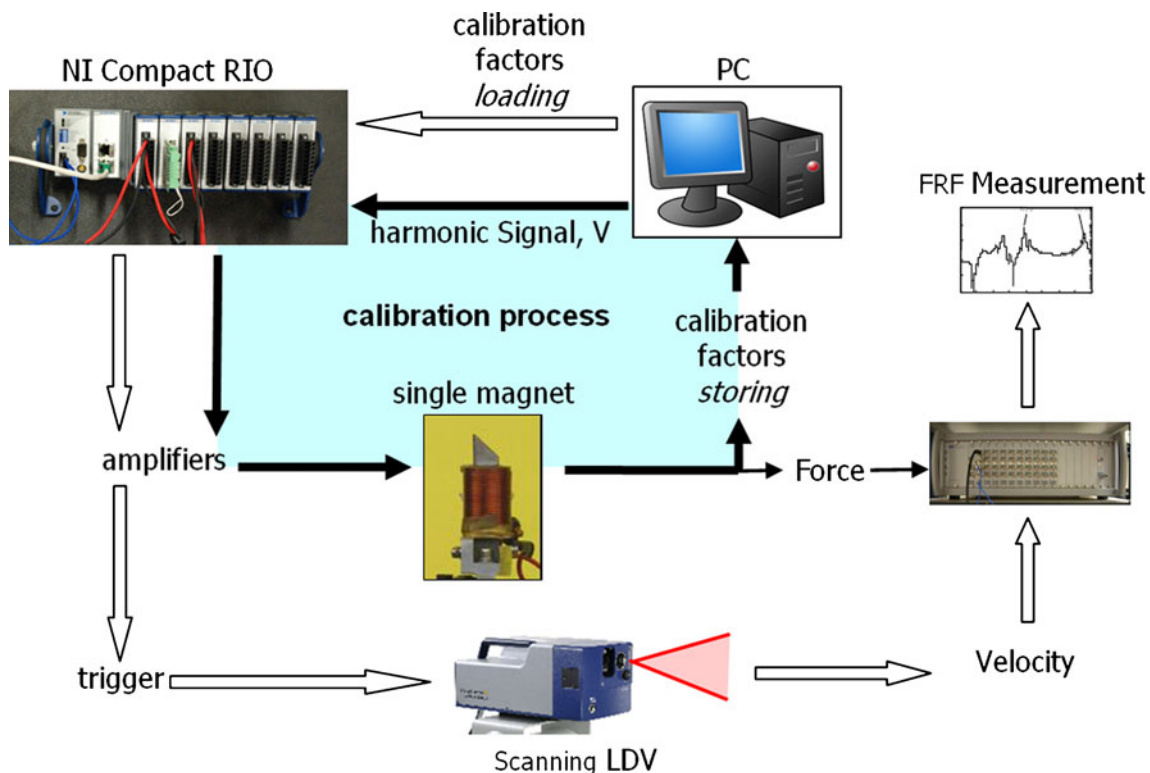 NI Compact RIO
calibration
factors
loading
PC
harmonic Signal, V
FRF Measurement
calibration process
calibration
factors
storing
single magnet
amplifiers
Force
trigger
Velocity
Scanning LDV